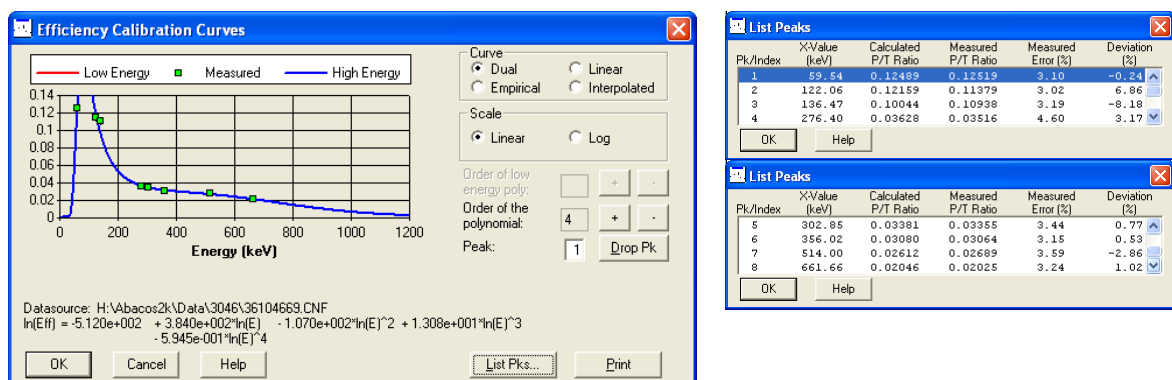 Efficiency Calibration Curves
Low Energy Measured High Energy
0.14
0.12
0.1
0.08
0.06
0.04
0.02
0
0 200 400 600 800 1000 1200
Energy (keV)
Curve
Dual Linear
Empirical Interpolated
Scale
Linear Log
Order of low
energy poly: + -
Order of the
polynomial: 4 + -
Peak: 1 Drop Pk
Datasource: H:\Abacos2k\Data\3046\36104669.CNF
ln(Eff) = -5.120e+002 + 3.840e+002*ln(E) - 1.070e+002*ln(E)^2 + 1.308e+001*ln(E)^3
- 5.945e-001*ln(E)^4
OK Cancel Help List Pks... Print
List Peaks
X-Value Calculated Measured Measured Deviation
Pk/Index (keV) P/T Ratio P/T Ratio Error (%) (%)
1 59.54 0.12489 0.12519 3.10 -0.24
2 122.06 0.12159 0.11379 3.02 6.86
3 136.47 0.10044 0.10938 3.19 -8.18
4 276.40 0.03628 0.03516 4.60 3.17
OK Help
List Peaks
X-Value Calculated Measured Measured Deviation
Pk/Index (keV) P/T Ratio P/T Ratio Error (%) (%)
5 302.85 0.03381 0.03355 3.44 0.77
6 356.02 0.03080 0.03064 3.15 0.53
7 514.00 0.02612 0.02689 3.59 -2.86
8 661.66 0.02046 0.02025 3.24 1.02
OK Help